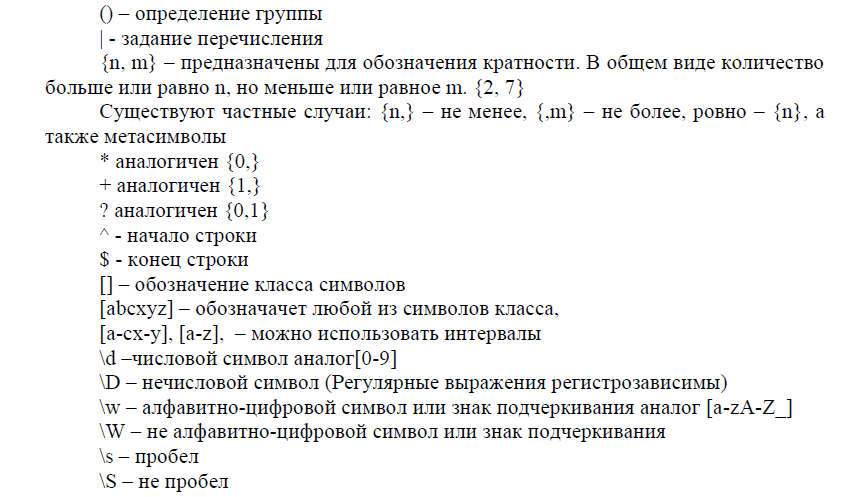 () – определение группы
| - задание перечисления
{n, m} – предназначены для обозначения кратности. В общем виде количество
больше или равно n, но меньше или равное m. {2, 7}
Существуют частные случаи: {n,} – не менее, {,m} – не более, ровно – {n}, а
также метасимволы
* аналогичен {0,}
+ аналогичен {1,}
? аналогичен {0,1}
^ - начало строки
$ - конец строки
[] – обозначение класса символов
[abcxyz] – обозначачет любой из символов класса,
[a-cx-y], [a-z],  – можно использовать интервалы
\d –числовой символ аналог[0-9]
\D – нечисловой символ (Регулярные выражения регистрозависимы)
\w – алфавитно-цифровой символ или знак подчеркивания аналог [a-zA-Z_]
\W – не алфавитно-цифровой символ или знак подчеркивания
\s – пробел
\S – не пробел